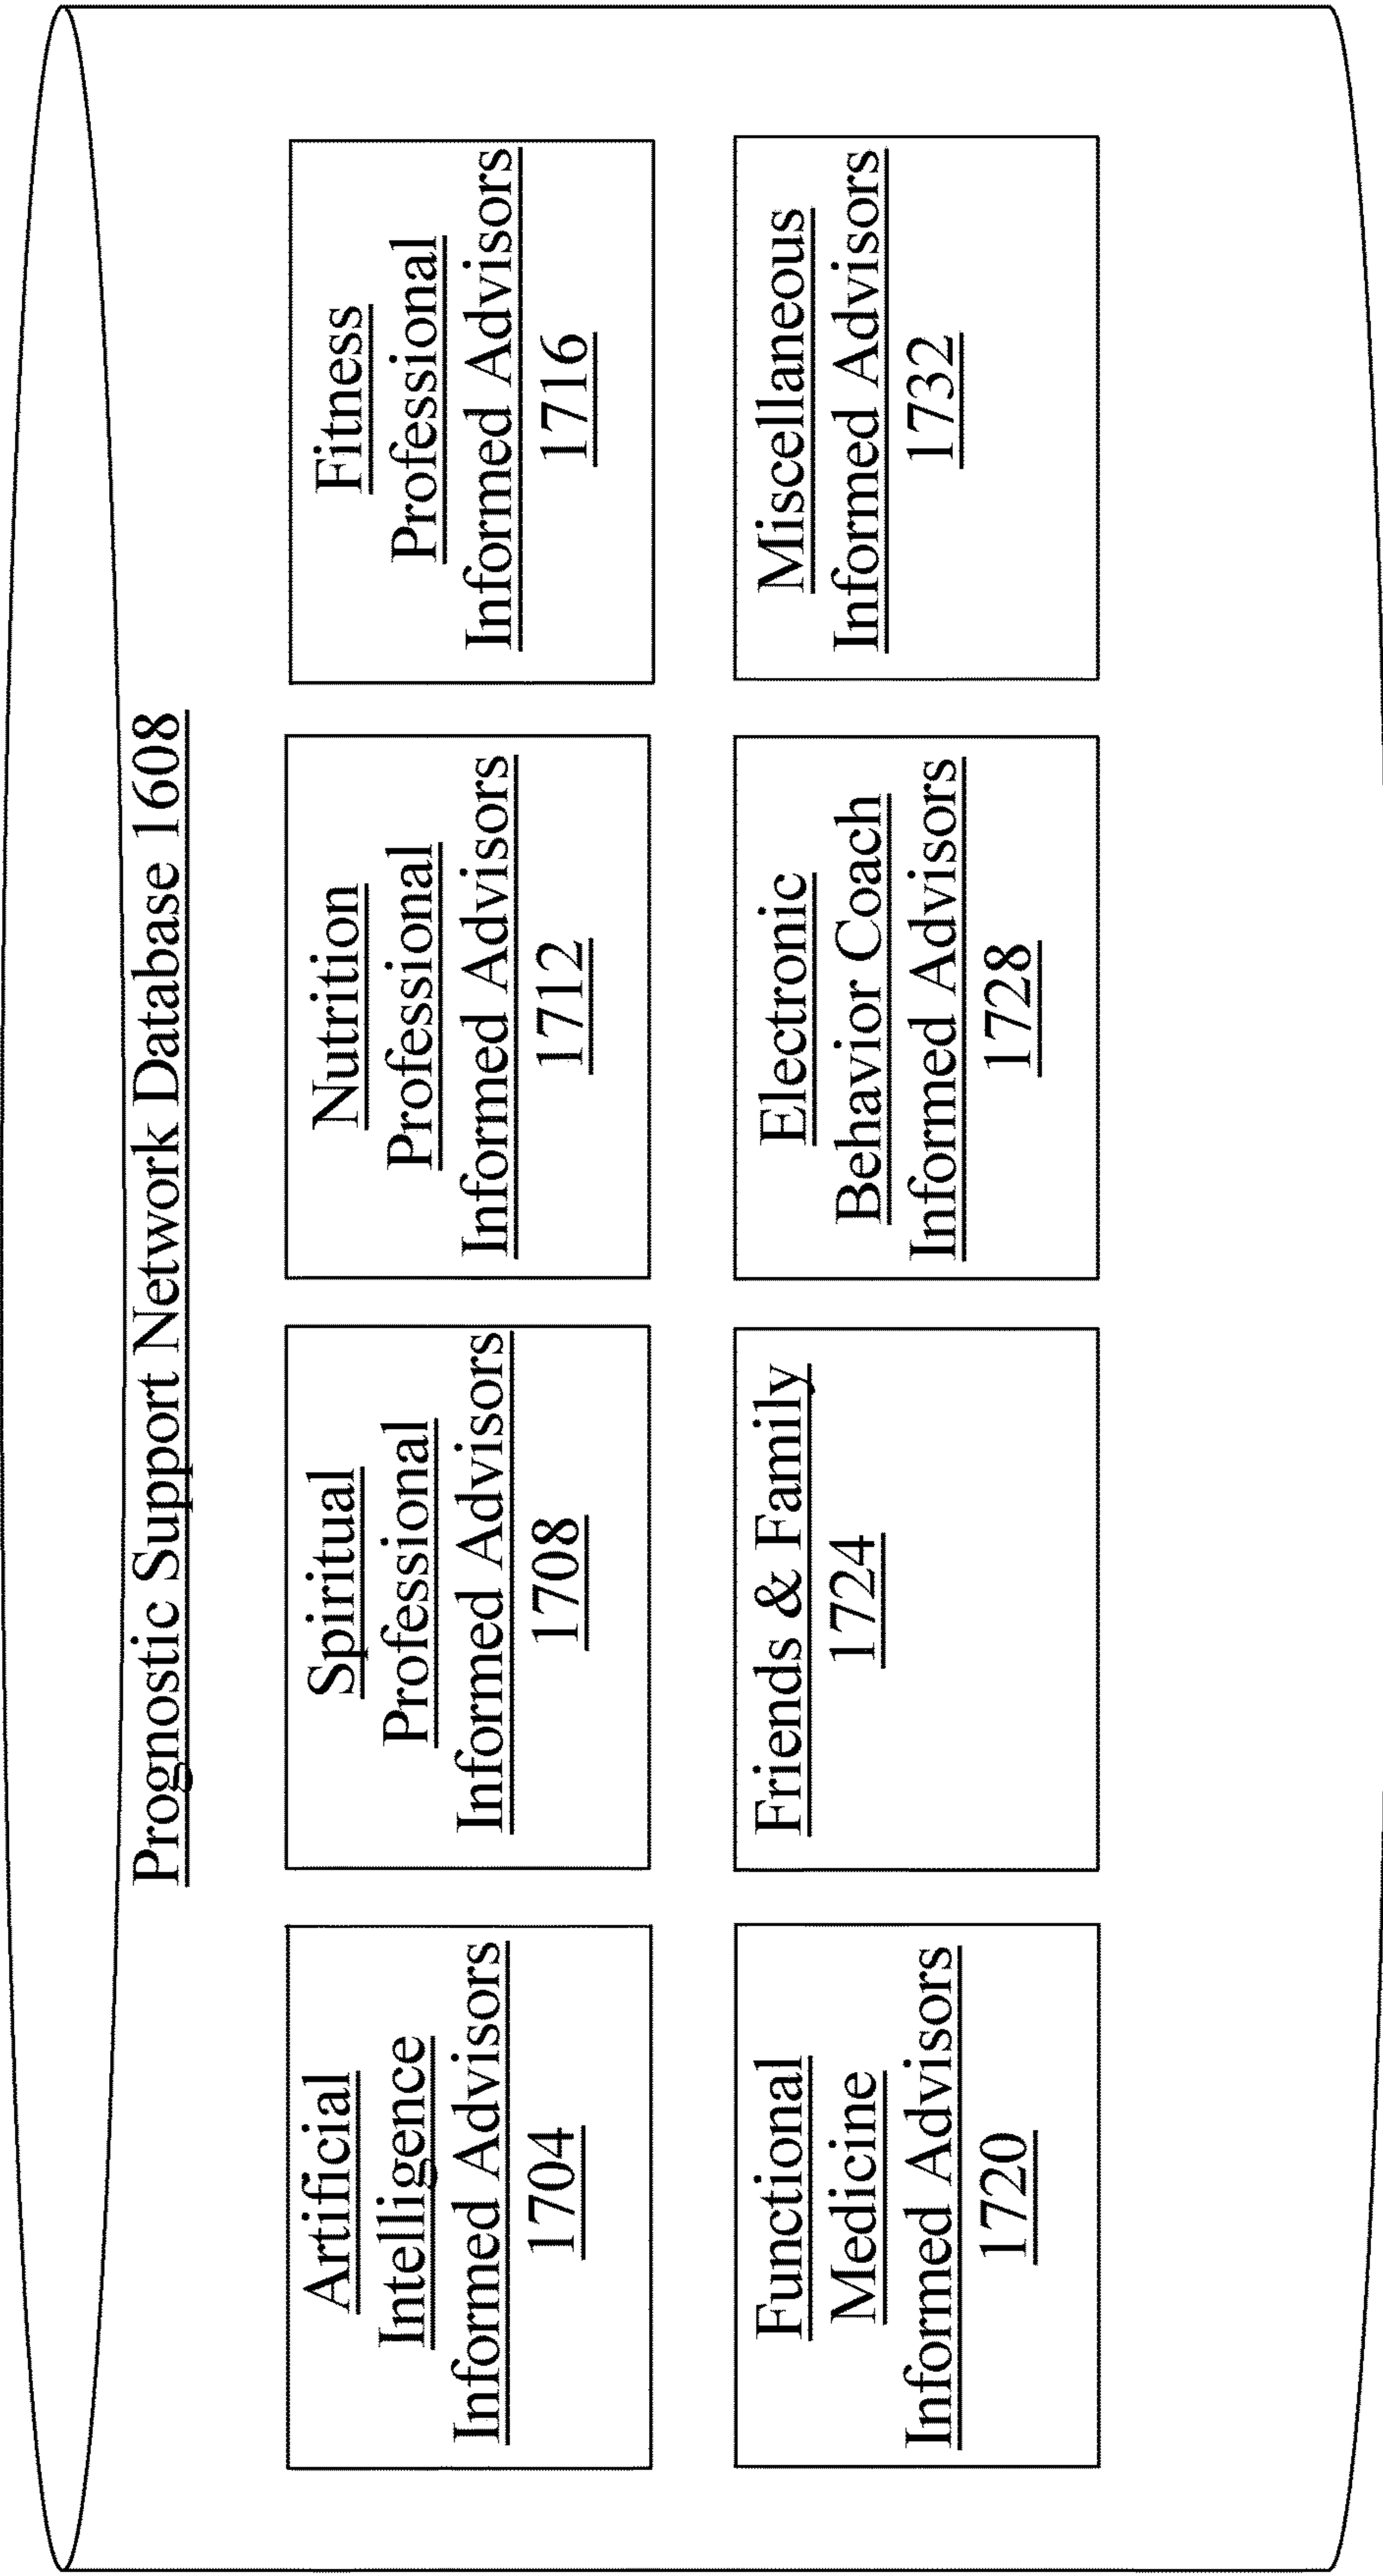 Prognostic Support Network Database 1608
Artificial
Intelligence
Informed Advisors
1704
Spiritual
Professional
Informed Advisors
1708
Nutrition
Professional
Informed Advisors
1712
Fitness
Professional
Informed Advisors
1716
Functional
Medicine
Informed Advisors
1720
Friends & Family
1724
Electronic
Behavior Coach
Informed Advisors
1728
Miscellaneous
Informed Advisors
1732